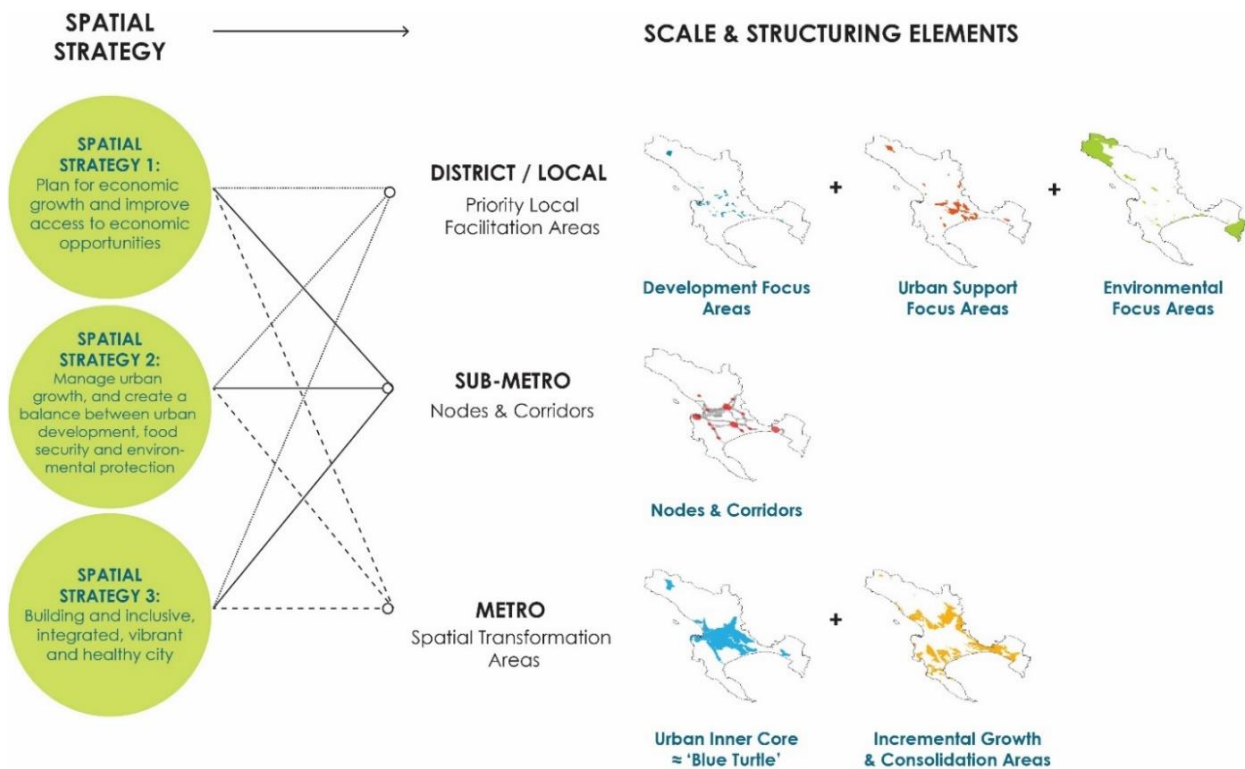 SPATIAL
STRATEGY
SCALE & STRUCTURING ELEMENTS
SPATIAL
STRATEGY 1:
Plan for economic
growth and improve
access to economic
opportunities
DISTRICT / LOCAL
Priority Local
Facilitation Areas
+
+
Development Focus
Areas
Urban Support
Focus Areas
Environmental
Focus Areas
SPATIAL
STRATEGY 2:
Manage urban
growth, and create a
balance between urban
development, food
security and environ-
mental protection
SUB-METRO
Nodes & Corridors
Nodes & Corridors
SPATIAL
STRATEGY 3:
Building and inclusive,
integrated, vibrant
and healthy city
METRO
Spatial Transformation
Areas
+
Urban Inner Core
≈ 'Blue Turtle'
Incremental Growth
& Consolidation Areas